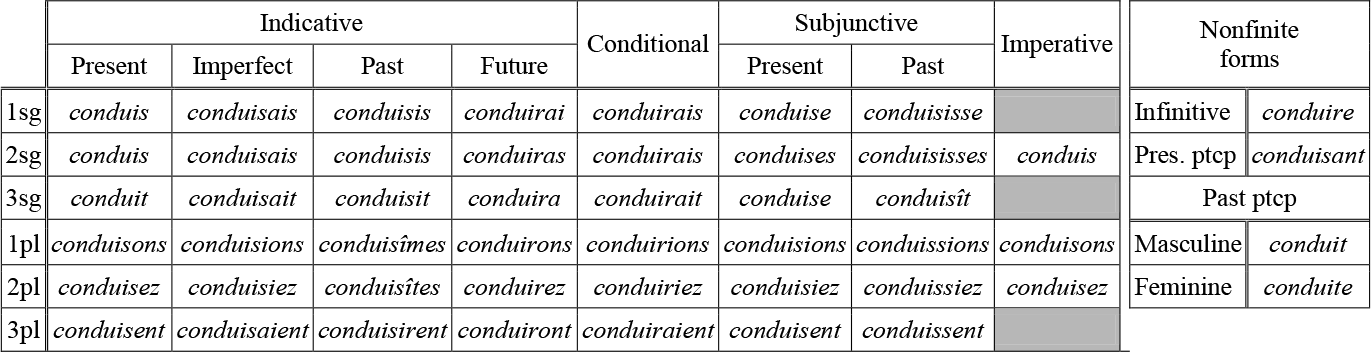 Indicative Conditional Subjunctive Imperative Nonfinite forms
Present Imperfect Past Future Present Past
1sg conduis conduisais conduisis conduirai conduirais conduise conduisisse Infinitive conduire
2sg conduis conduisais conduisis conduiras conduirais conduises conduisisses conduis Pres. ptcp conduisant
3sg conduit conduisait conduisit conduira conduirait conduise conduisît Past ptcp
1pl conduisons conduisions conduisîmes conduirons conduirions conduisions conduissions conduisons Masculine conduit
2pl conduisez conduisiez conduisîtes conduirez conduiriez conduisiez conduissiez conduisez Feminine conduite
3pl conduisent conduisaient conduisirent conduiront conduiraient conduisent conduissent